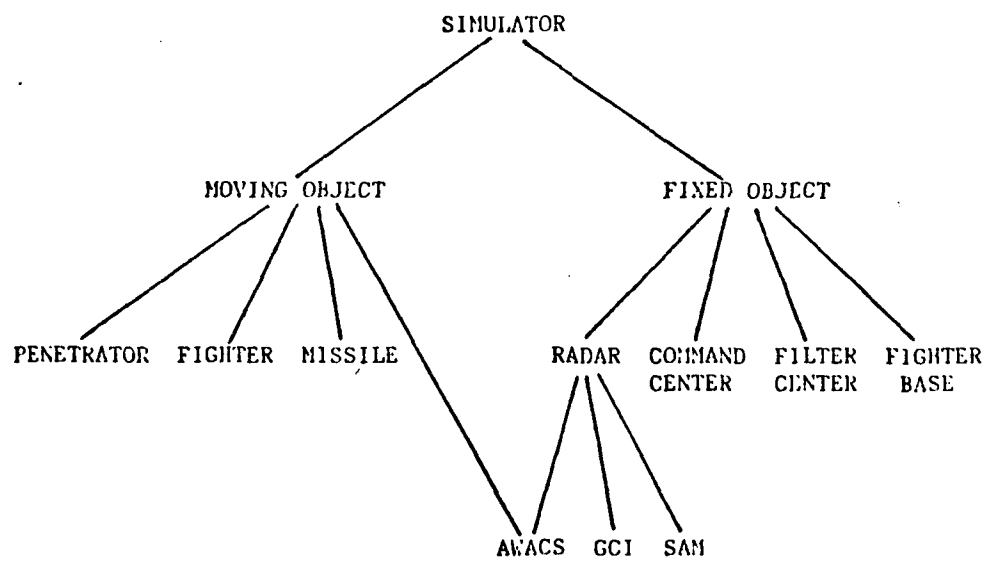 SIMULATOR
MOVING OBJECT FIXED OBJECT
PENETRATOR FIGHTER MISSILE RADAR COMMAND CENTER FILTER CENTER FIGHTER BASE
AWACS GCI SAM